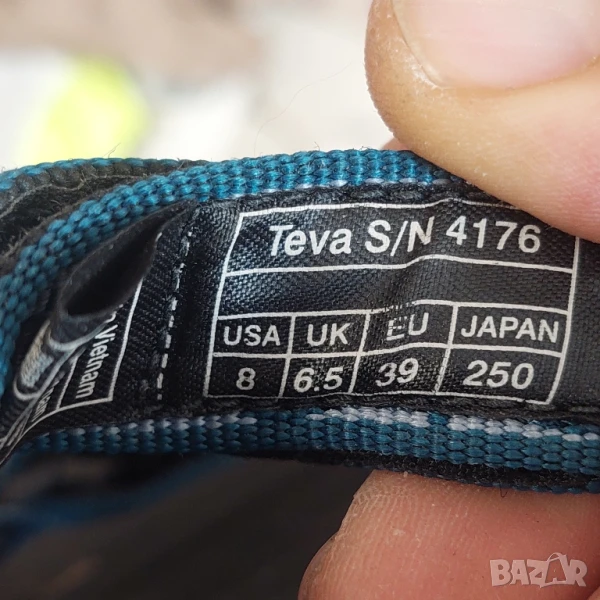 Teva S/N 4176
USA UK EU JAPAN
8 6.5 39 250
Vietnam
BAZAR